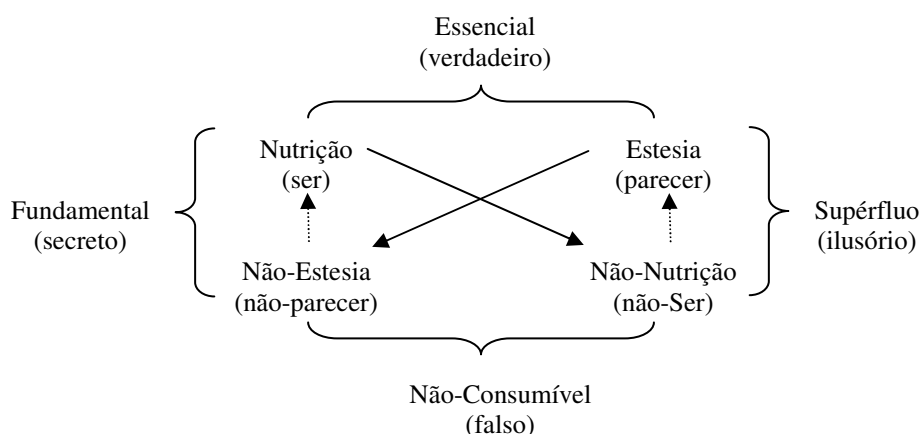 Essencial
(verdadeiro)
Nutrição
(ser)
Estesia
(parecer)
Fundamental
(secreto)
Supérfluo
(ilusório)
Não-Estesia
(não-parecer)
Não-Nutrição
(não-Ser)
Não-Consumível
(falso)